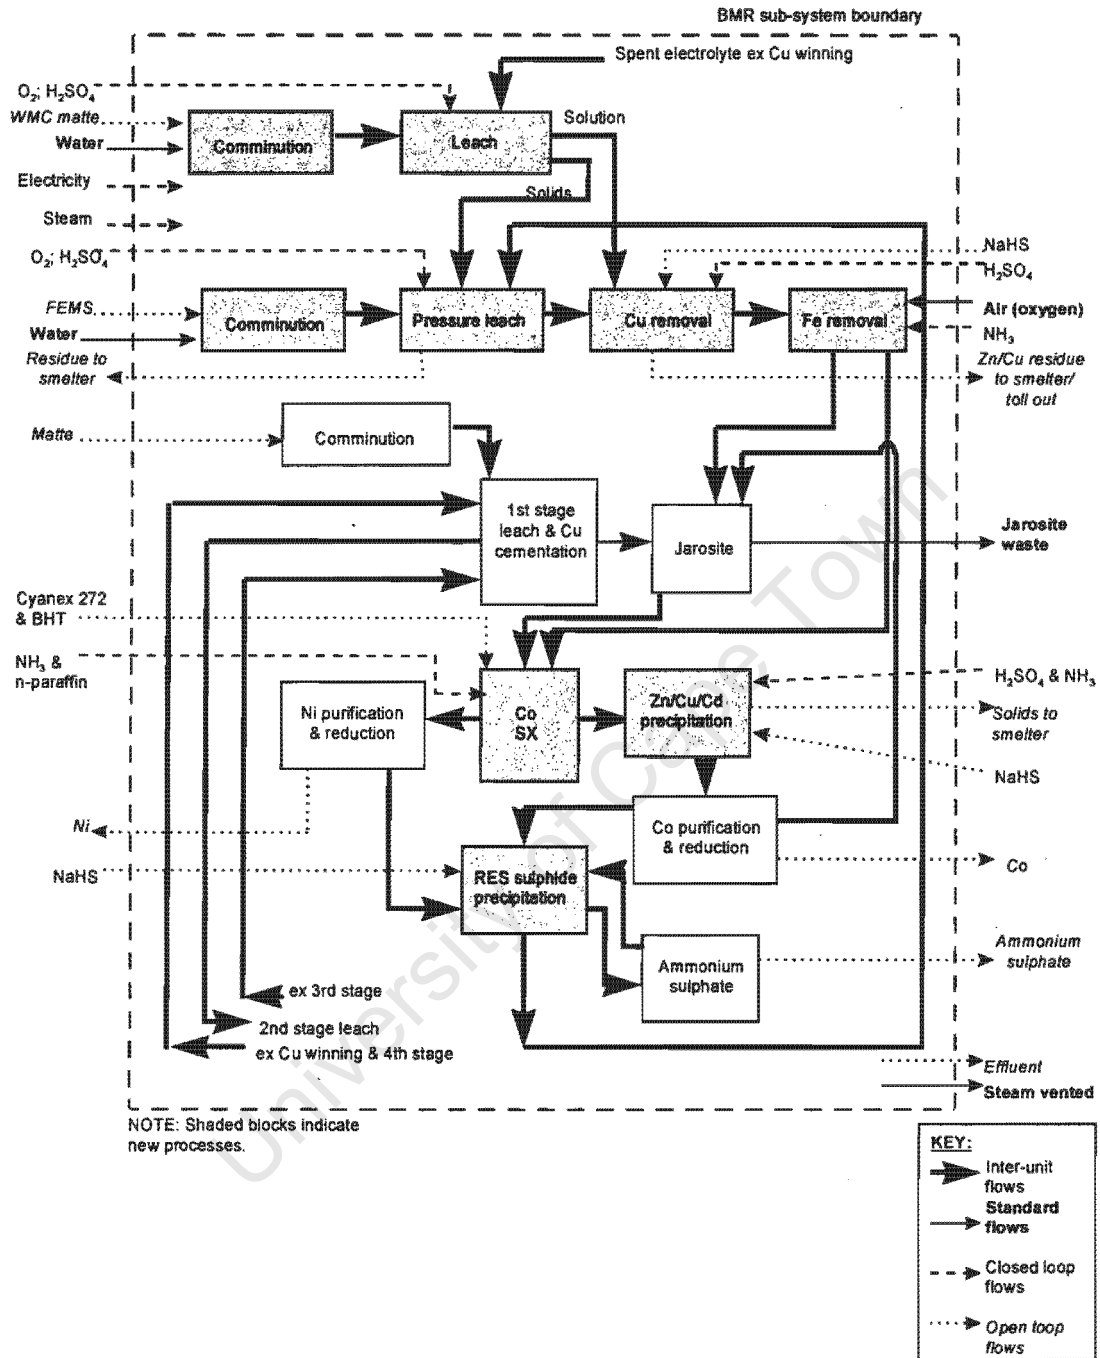 BMR sub-system boundary
Spent electrolyte ex Cu winning
O2; H2SO4
WMC matte
Water
Comminution
Leach
Solution
Electricity
Solids
Steam
O2; H2SO4
NaHS
H2SO4
FEMS
Comminution
Pressure leach
Cu removal
Fe removal
Air (oxygen)
Water
NH3
Residue to
smelter
Zn/Cu residue
to smelter/
toll out
Matte
Comminution
1st stage
leach & Cu
cementation
Jarosite
Jarosite
waste
Cyanex 272
& BHT
NH3 &
n-paraffin
Ni purification
& reduction
Co
SX
Zn/Cu/Cd
precipitation
H2SO4 & NH3
Solids to
smelter
NaHS
Ni
Co purification
& reduction
NaHS
RES sulphide
precipitation
Co
Ammonium
sulphate
Ammonium
sulphate
ex 3rd stage
2nd stage leach
ex Cu winning & 4th stage
Effluent
Steam vented
NOTE: Shaded blocks indicate
new processes.
KEY:
Inter-unit
flows
Standard
flows
Closed loop
flows
Open loop
flows
University of Cape Town